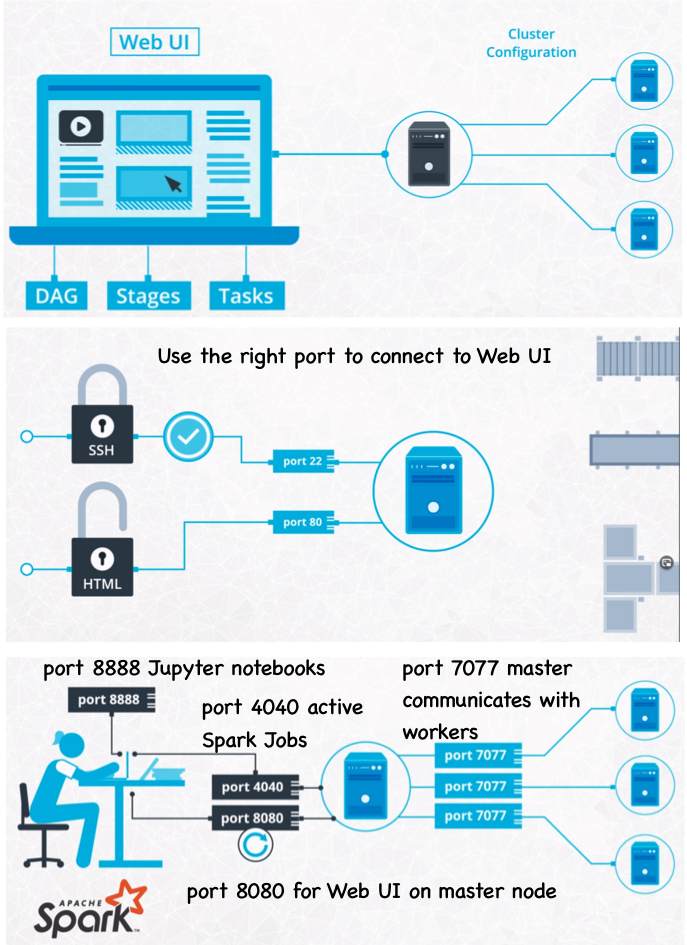 Web UI
Cluster
Configuration
DAG
Stages
Tasks
Use the right port to connect to Web UI
SSH
port 22
port 80
HTML
port 8888 Jupyter notebooks
port 7077 master
communicates with
workers
port 8888
port 4040 active
Spark Jobs
port 7077
port 4040
port 7077
port 8080
port 7077
port 8080 for Web UI on master node
APACHE
Spark™